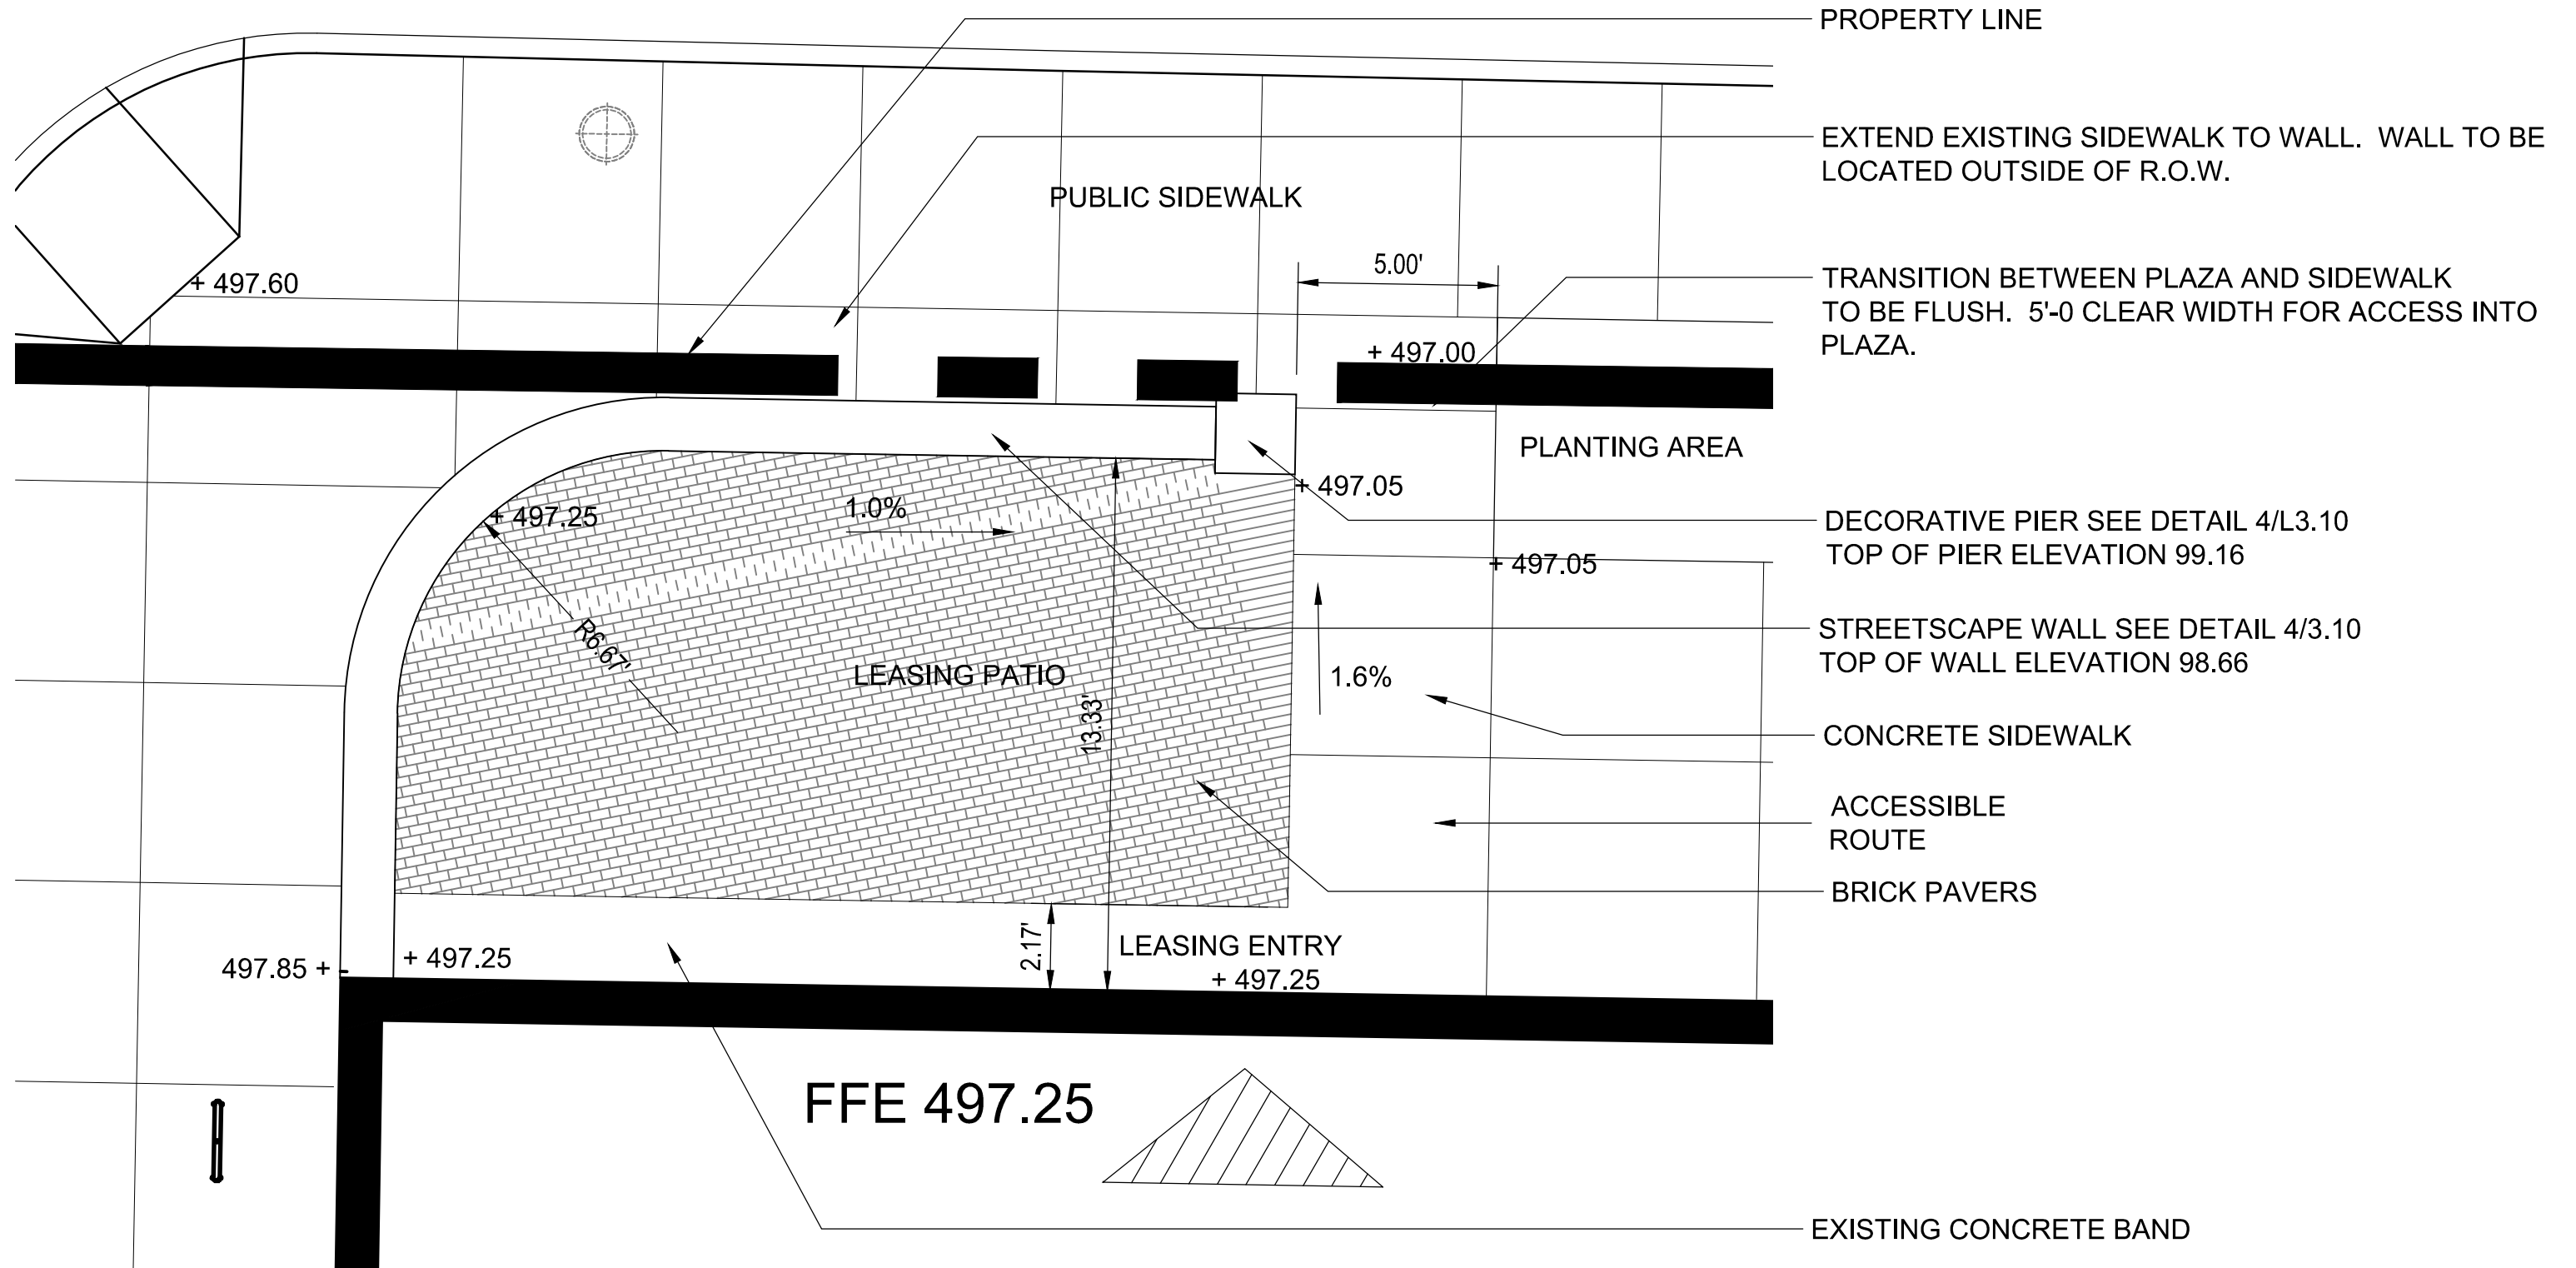 PROPERTY LINE
EXTEND EXISTING SIDEWALK TO WALL. WALL TO BE
LOCATED OUTSIDE OF R.O.W.
PUBLIC SIDEWALK
5.00'
TRANSITION BETWEEN PLAZA AND SIDEWALK
TO BE FLUSH. 5'-0 CLEAR WIDTH FOR ACCESS INTO
PLAZA.
+ 497.60
+ 497.00
PLANTING AREA
+ 497.05
+ 497.25
1.0%
DECORATIVE PIER SEE DETAIL 4/L3.10
TOP OF PIER ELEVATION 99.16
+ 497.05
R6.67'
STREETSCAPE WALL SEE DETAIL 4/3.10
TOP OF WALL ELEVATION 98.66
LEASING PATIO
1.6%
13.33'
CONCRETE SIDEWALK
ACCESSIBLE
ROUTE
BRICK PAVERS
2.17'
LEASING ENTRY
+ 497.25
497.85 +
+ 497.25
FFE 497.25
EXISTING CONCRETE BAND